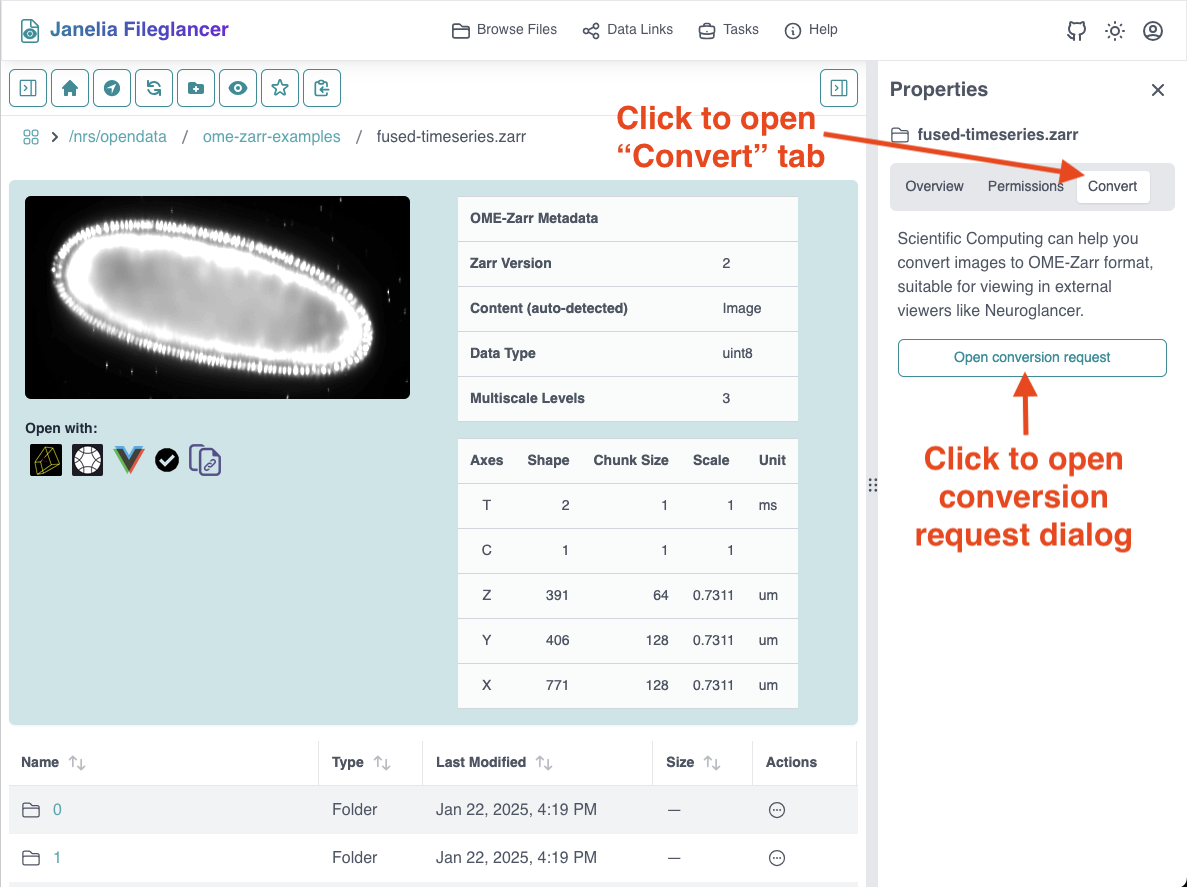 Janelia Fileglancer
Browse Files
Data Links
Tasks
Help
/nrs/opendata / ome-zarr-examples / fused-timeseries.zarr
Click to open
“Convert” tab
OME-Zarr Metadata
Zarr Version 2
Content (auto-detected) Image
Data Type uint8
Multiscale Levels 3
Open with:
Axes Shape Chunk Size Scale Unit
T 2 1 1 ms
C 1 1 1
Z 391 64 0.7311 um
Y 406 128 0.7311 um
X 771 128 0.7311 um
Name Type Last Modified Size Actions
0 Folder Jan 22, 2025, 4:19 PM —
1 Folder Jan 22, 2025, 4:19 PM —
Properties
fused-timeseries.zarr
Overview Permissions Convert
Scientific Computing can help you
convert images to OME-Zarr format,
suitable for viewing in external
viewers like Neuroglancer.
Open conversion request
Click to open
conversion
request dialog